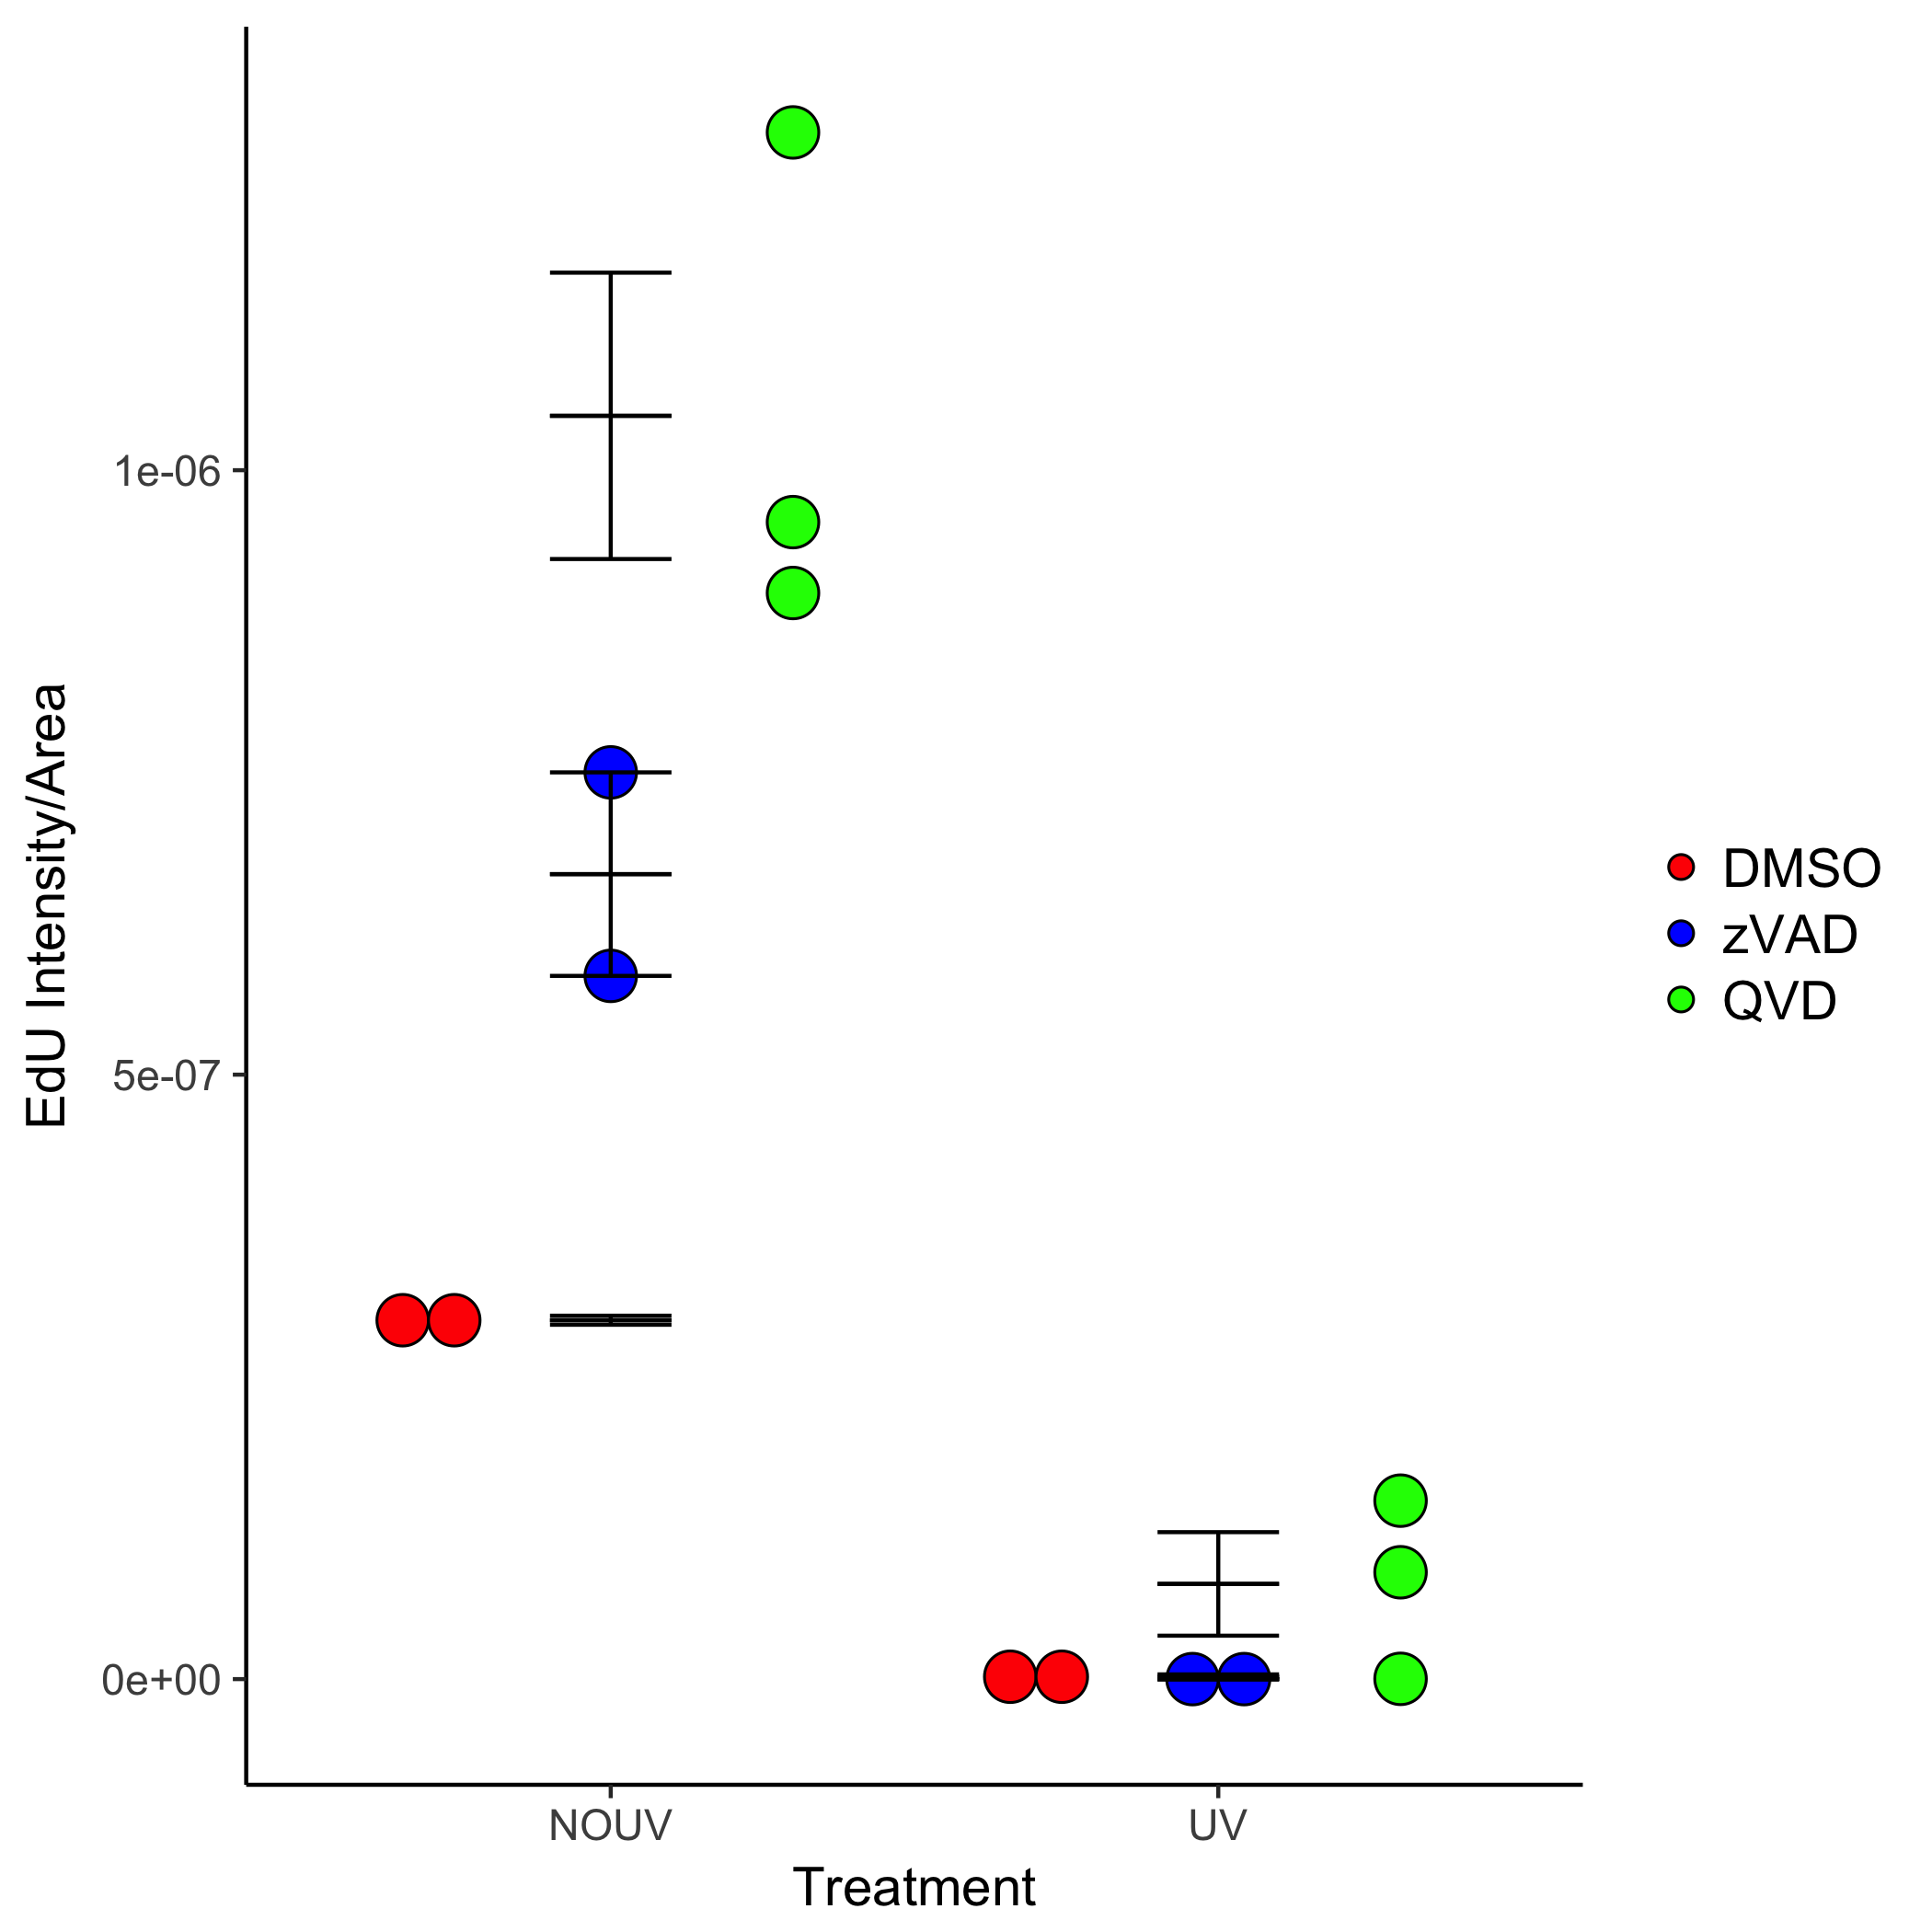 EdU Intensity/Area
1e-06
5e-07
0e+00
NOUV
UV
Treatment
DMSO
zVAD
QVD